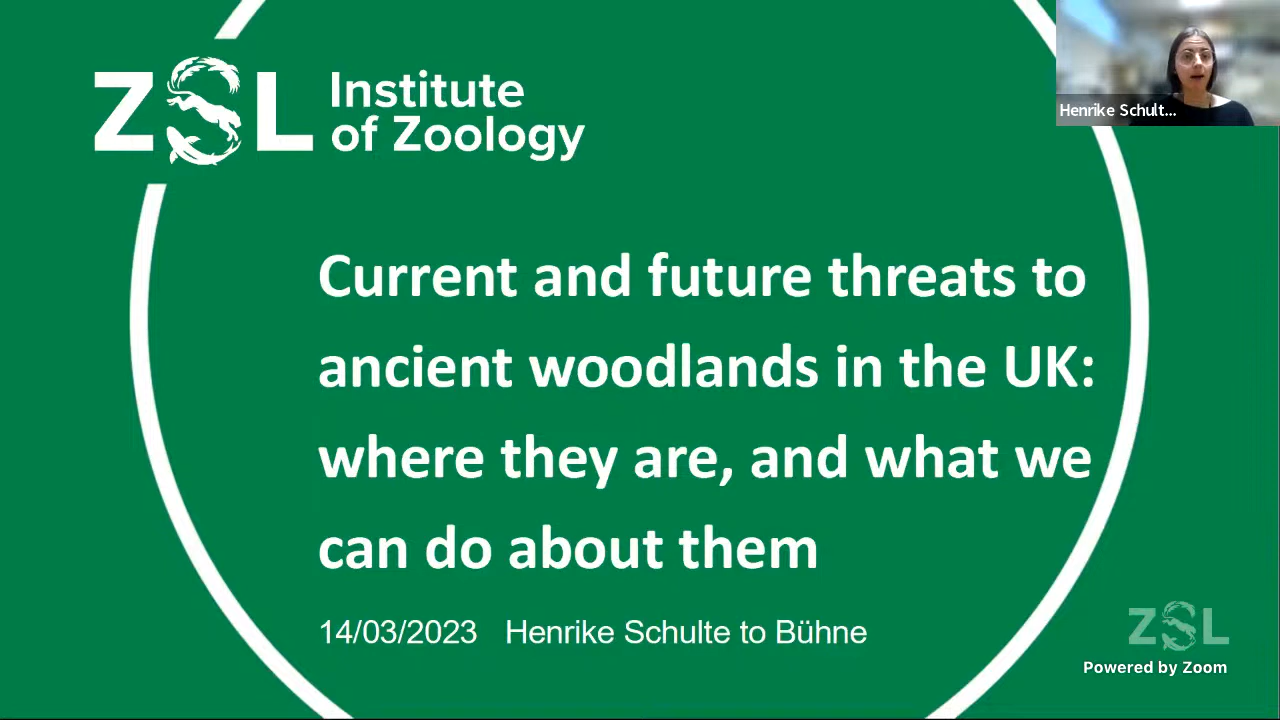 ZSL Institute
of Zoology
Henrike Schult...
Current and future threats to
ancient woodlands in the UK:
where they are, and what we
can do about them
14/03/2023 Henrike Schulte to Bühne
ZSL
Powered by Zoom